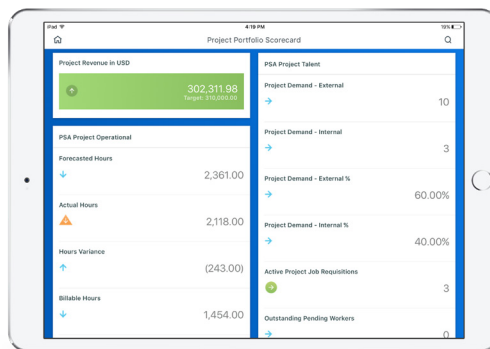 iPad
4:19 PM
19%
Project Portfolio Scorecard
Project Revenue in USD
302,311.98
Target: 310,000.00
PSA Project Operational
Forecasted Hours
2,361.00
Actual Hours
2,118.00
Hours Variance
(243.00)
Billable Hours
1,454.00
PSA Project Talent
Project Demand - External
10
Project Demand - Internal
3
Project Demand - External %
60.00%
Project Demand - Internal %
40.00%
Active Project Job Requisitions
3
Outstanding Pending Workers
0